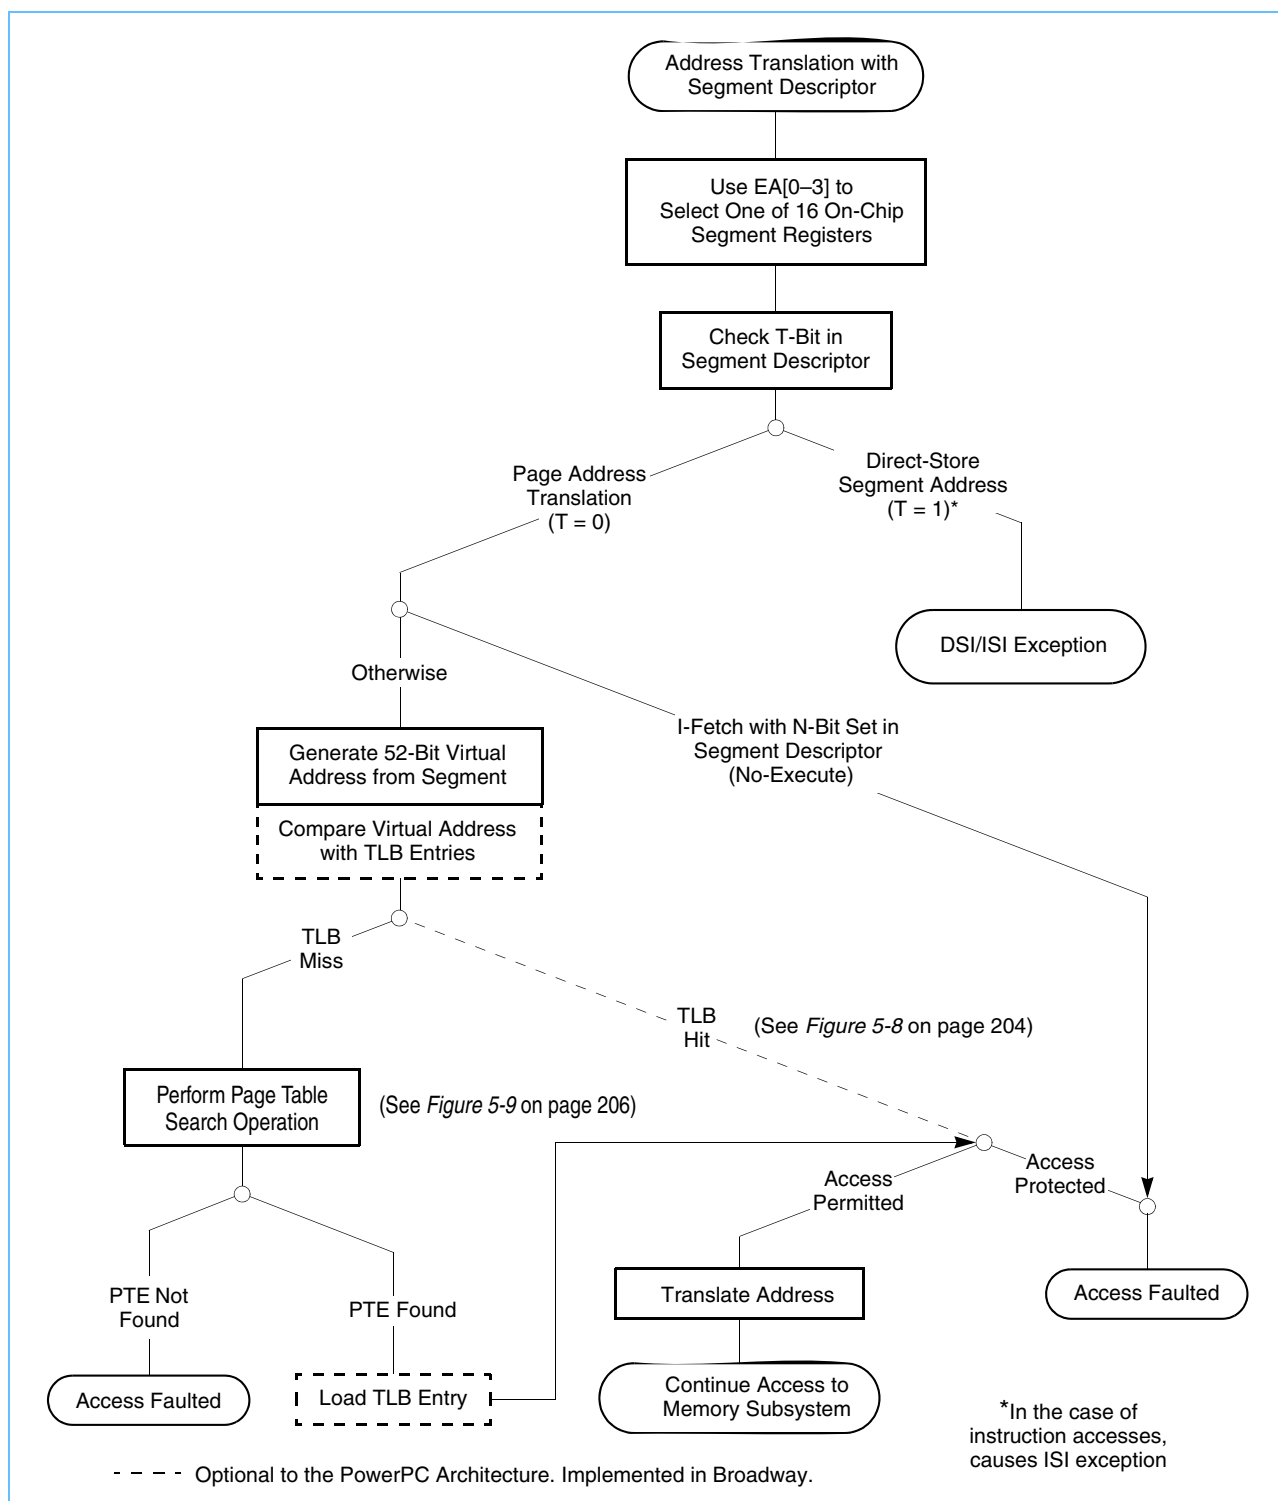 Address Translation with
Segment Descriptor
Use EA[0–3] to
Select One of 16 On-Chip
Segment Registers
Check T-Bit in
Segment Descriptor
Page Address
Translation
(T = 0)
Direct-Store
Segment Address
(T = 1)*
DSI/ISI Exception
Otherwise
I-Fetch with N-Bit Set in
Segment Descriptor
(No-Execute)
Generate 52-Bit Virtual
Address from Segment
Compare Virtual Address
with TLB Entries
TLB
Miss
TLB
Hit
(See Figure 5-8 on page 204)
Perform Page Table
Search Operation
(See Figure 5-9 on page 206)
Access
Permitted
Access
Protected
PTE Not
Found
PTE Found
Translate Address
Access Faulted
Access Faulted
Load TLB Entry
Continue Access to
Memory Subsystem
*In the case of
instruction accesses,
causes ISI exception
Optional to the PowerPC Architecture. Implemented in Broadway.